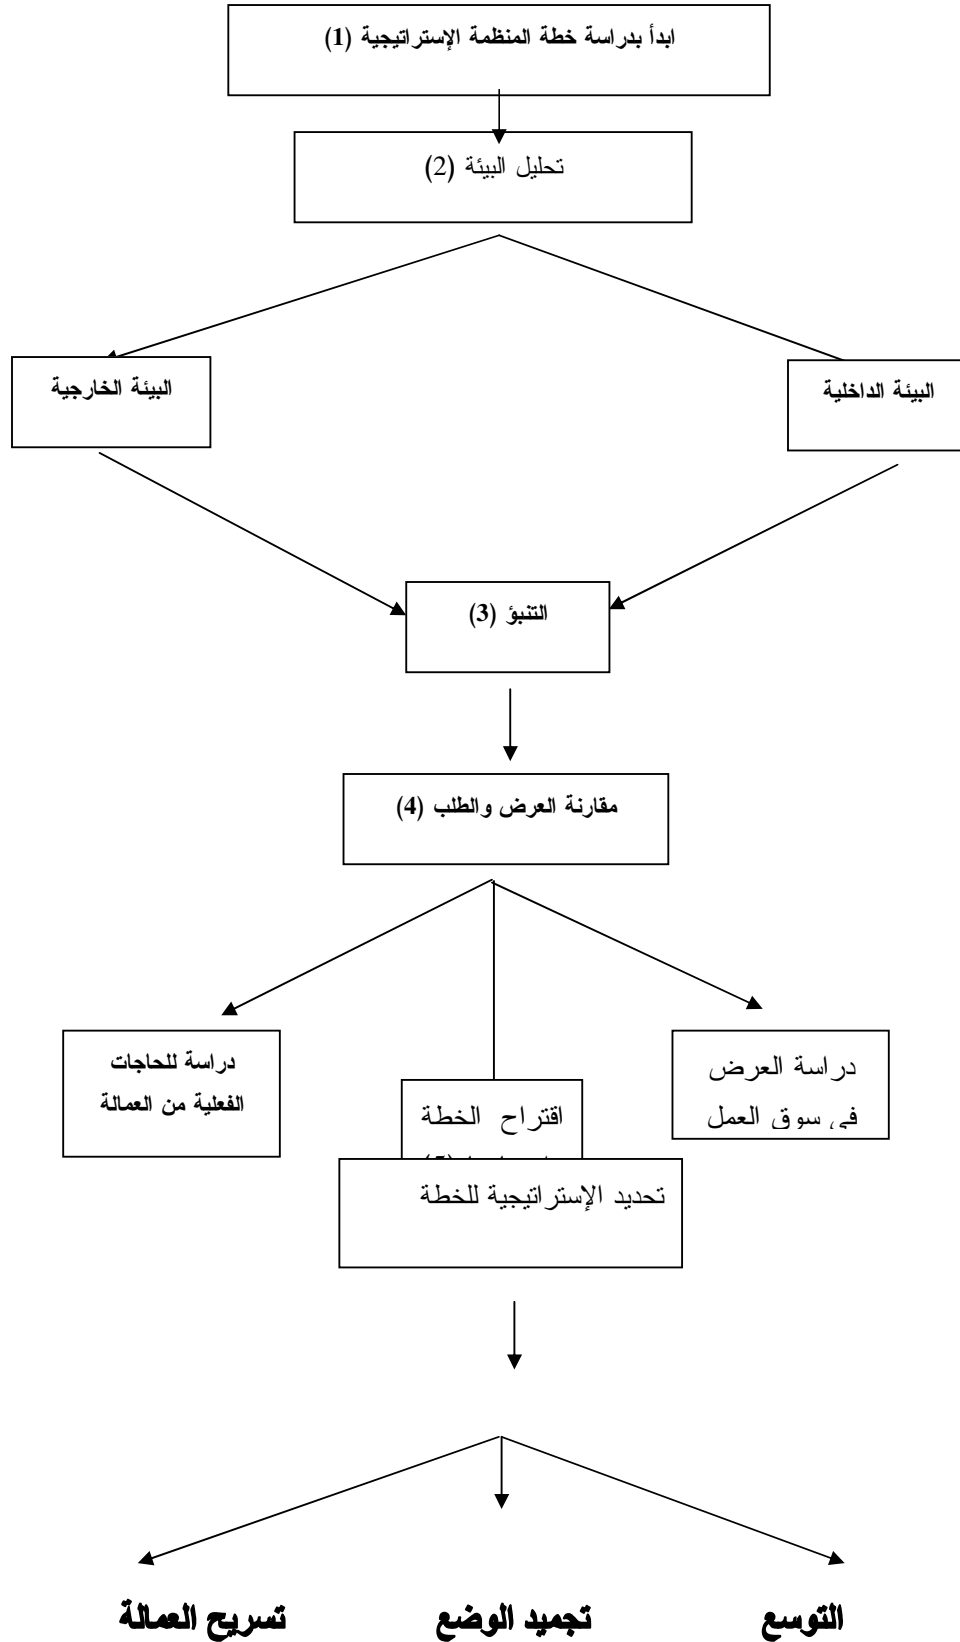 ابدأ بدراسة خطة المنظمة الإستراتيجية (1)
تحليل البيئة (2)
البيئة الداخلية
البيئة الخارجية
التنبؤ (3)
مقارنة العرض والطلب (4)
دراسة العرض
في سوق العمل
اقتراح الخطة
دراسة للحاجات
الفعلية من العمالة
تحديد الإستراتيجية للخطة
التوسع
تجميد الوضع
تسريح العمالة